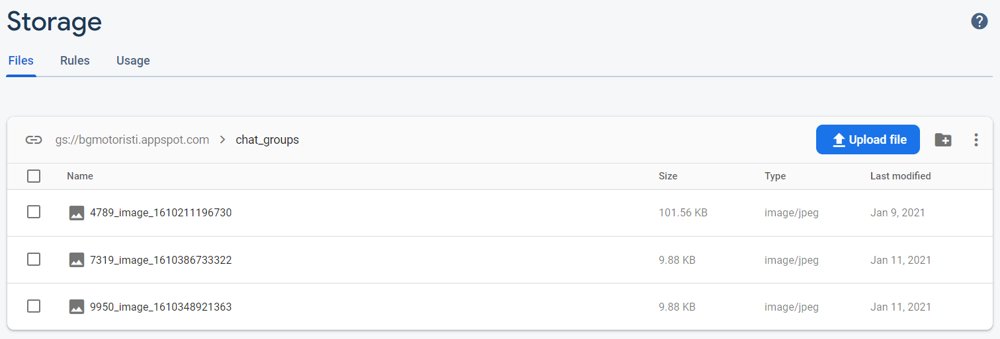 Storage
Files Rules Usage
gs://bgmotoristi.appspot.com > chat_groups Upload file
Name Size Type Last modified
4789_image_1610211196730 101.56 KB image/jpeg Jan 9, 2021
7319_image_1610386733322 9.88 KB image/jpeg Jan 11, 2021
9950_image_1610348921363 9.88 KB image/jpeg Jan 11, 2021